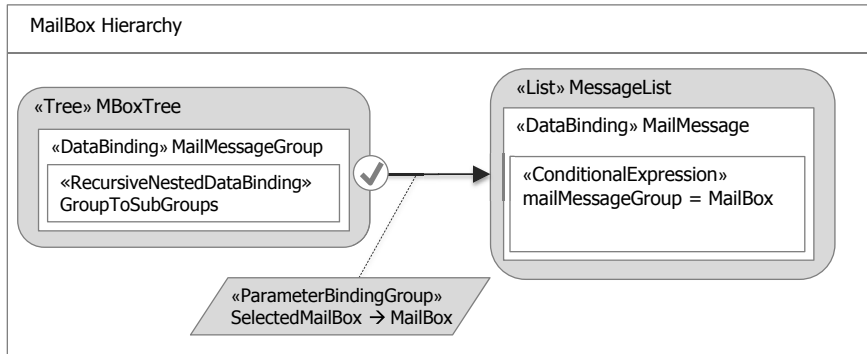 MailBox Hierarchy
«Tree» MBoxTree
«DataBinding» MailMessageGroup
«RecursiveNestedDataBinding»
GroupToSubGroups
«List» MessageList
«DataBinding» MailMessage
«ConditionalExpression»
mailMessageGroup = MailBox
«ParameterBindingGroup»
SelectedMailBox → MailBox